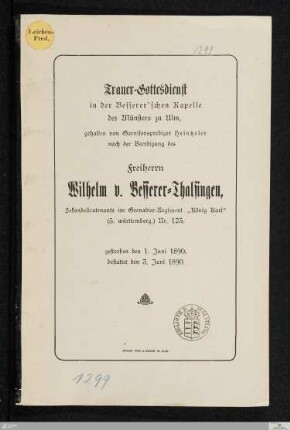 Leichen-
Pred.
1299
Trauer-Gottesdienst
in der Besserer'schen Kapelle
des Münsters zu Ulm,
gehalten von Garnisonsprediger Heintzeler
nach der Beerdigung des
Freiherrn
Wilhelm v. Besserer-Thalfingen,
Sekondelieutenants im Grenadier-Regiment „König Karl"
(5. württemberg.) Nr. 123.
gestorben den 1. Juni 1890,
bestattet den 3. Juni 1890.
1299